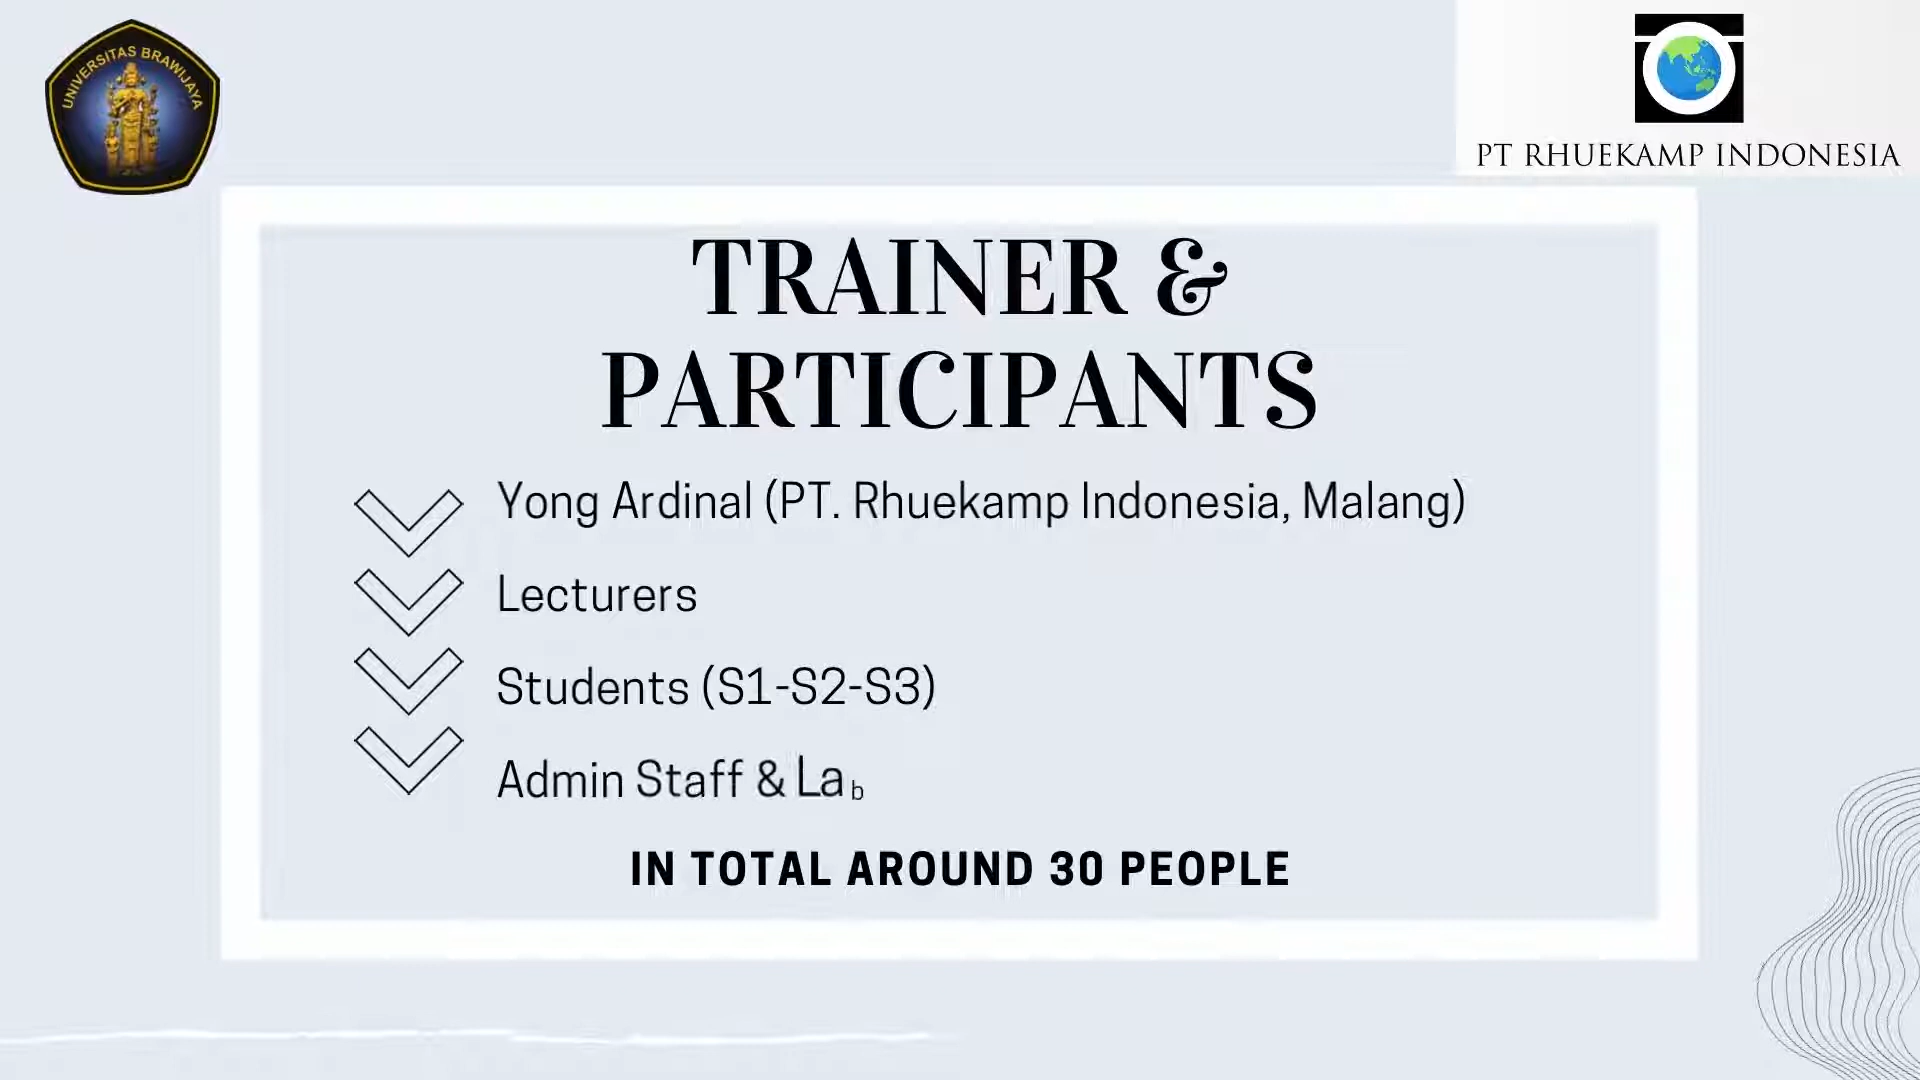 UNIVERSITAS BRAWIJAYA
PT RHUEKAMP INDONESIA
TRAINER &
PARTICIPANTS
Yong Ardinal (PT. Rhuekamp Indonesia, Malang)
Lecturers
Students (S1-S2-S3)
Admin Staff & Lab
IN TOTAL AROUND 30 PEOPLE